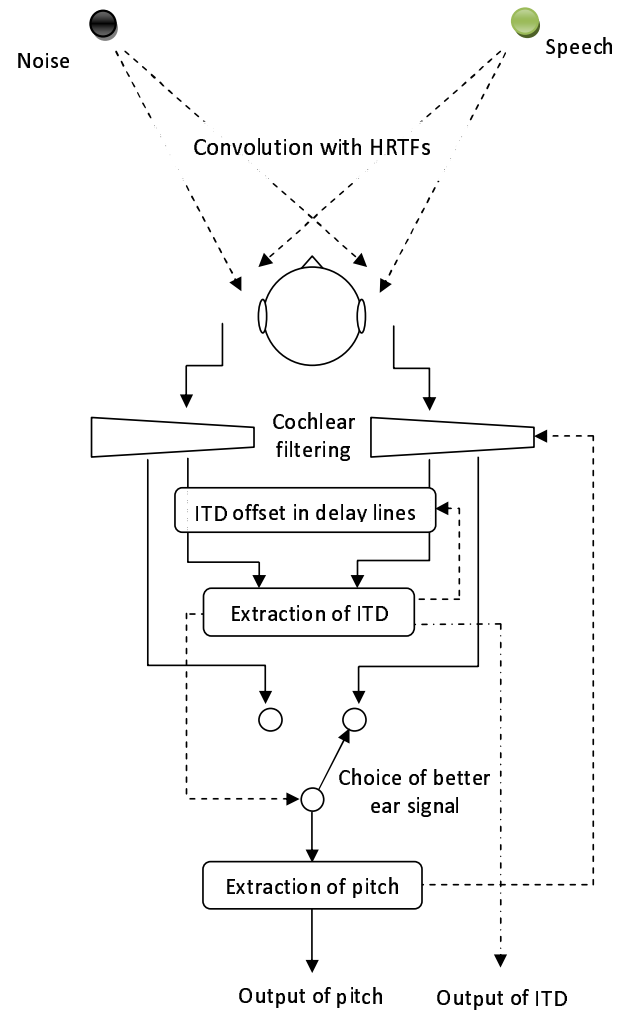 Noise
Speech
Convolution with HRTFs
Cochlear
filtering
ITD offset in delay lines
Extraction of ITD
Choice of better
ear signal
Extraction of pitch
Output of pitch
Output of ITD